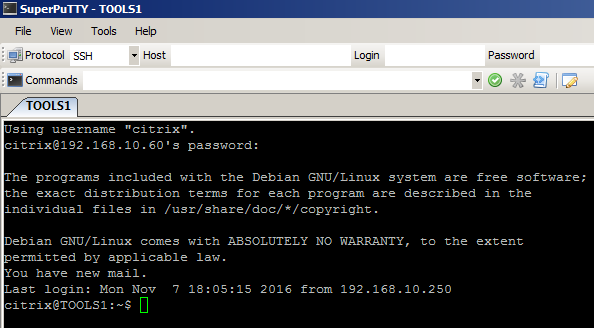 SuperPuTTY - TOOLS1
File View Tools Help
Protocol SSH Host Login Password
Commands
TOOLS1
Using username "citrix".
citrix@192.168.10.60's password:
The programs included with the Debian GNU/Linux system are free software;
the exact distribution terms for each program are described in the
individual files in /usr/share/doc/*/copyright.
Debian GNU/Linux comes with ABSOLUTELY NO WARRANTY, to the extent
permitted by applicable law.
You have new mail.
Last login: Mon Nov  7 18:05:15 2016 from 192.168.10.250
citrix@TOOLS1:~$